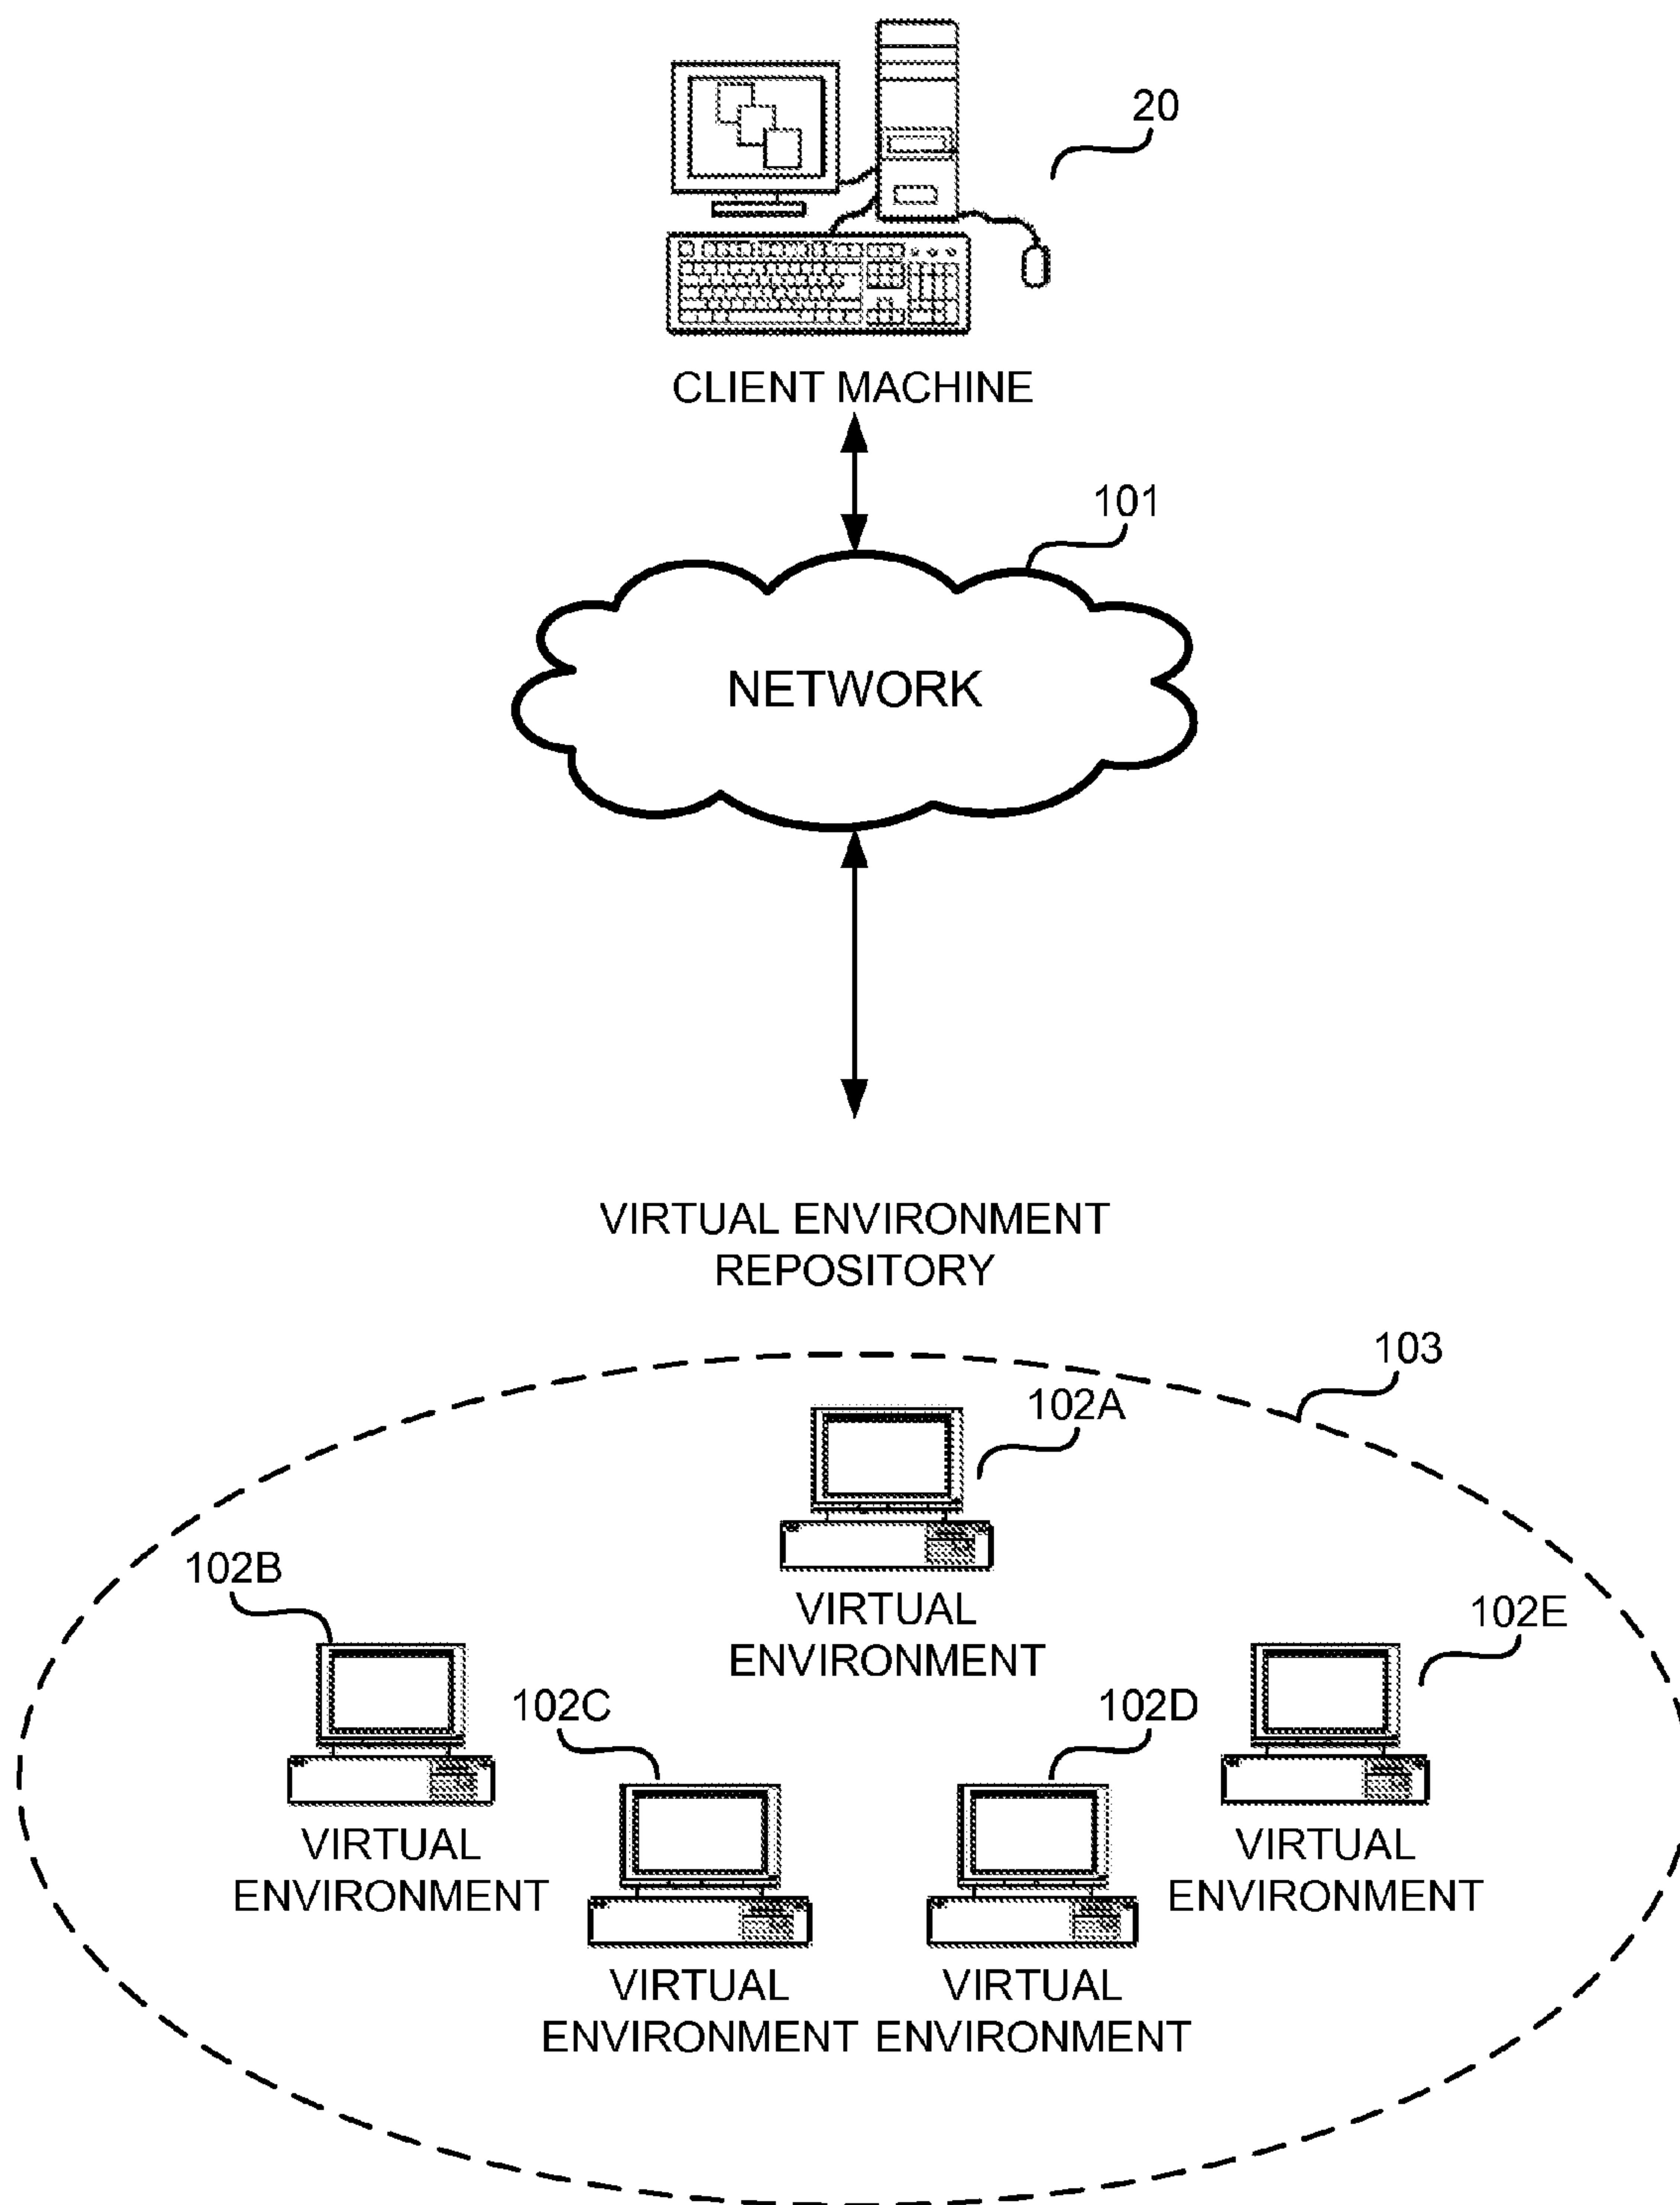 20
CLIENT MACHINE
101
NETWORK
VIRTUAL ENVIRONMENT
REPOSITORY
103
102A
VIRTUAL
ENVIRONMENT
102B
VIRTUAL
ENVIRONMENT
102C
VIRTUAL
ENVIRONMENT
102D
VIRTUAL
ENVIRONMENT
102E
VIRTUAL
ENVIRONMENT